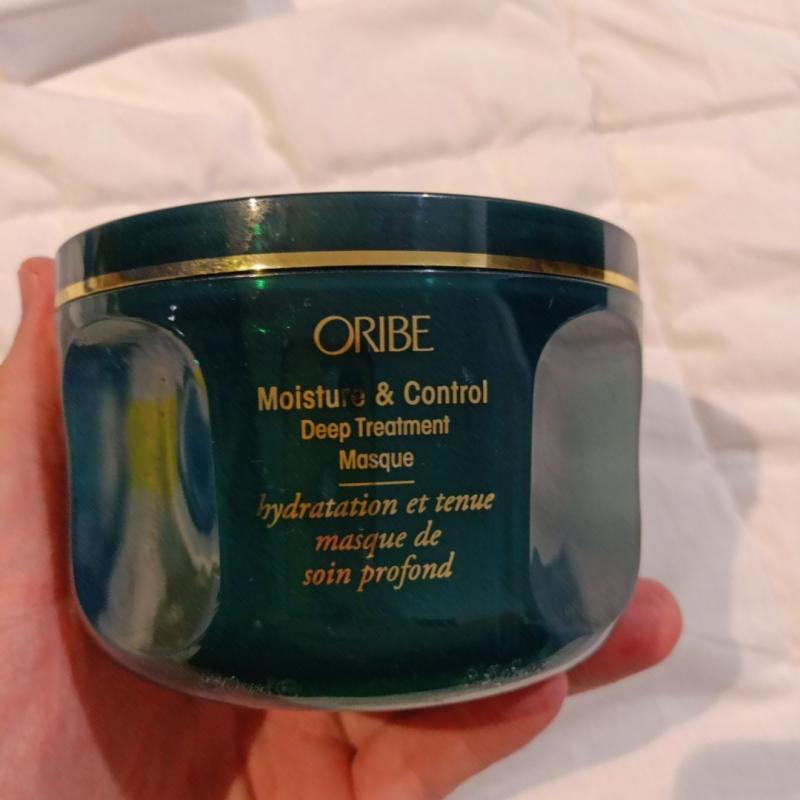 ORIBE
Moisture & Control
Deep Treatment
Masque
hydratation et tenue
masque de
soin profond